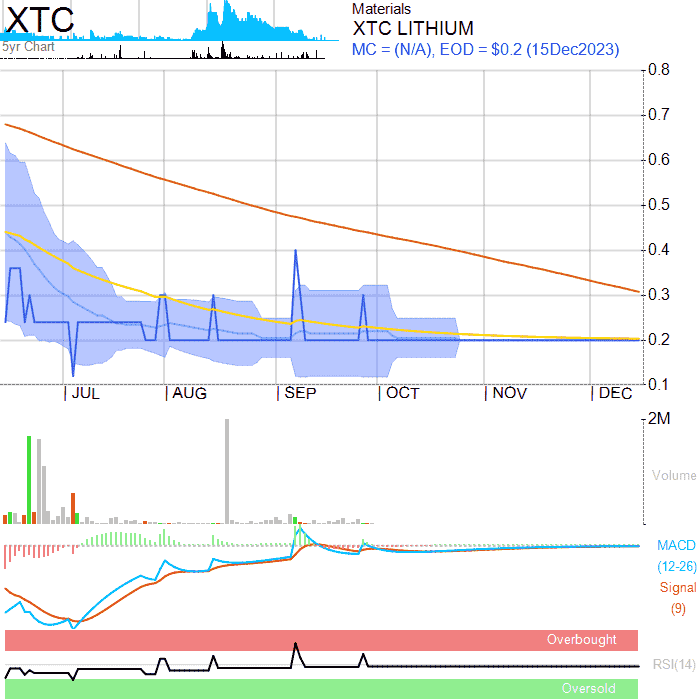 XTC
5yr Chart
Materials
XTC LITHIUM
MC = (N/A), EOD = $0.2 (15Dec2023)
0.8
0.7
0.6
0.5
0.4
0.3
0.2
0.1
JUL AUG SEP OCT NOV DEC
2M
Volume
MACD
(12-26)
Signal
(9)
Overbought
RSI(14)
Oversold